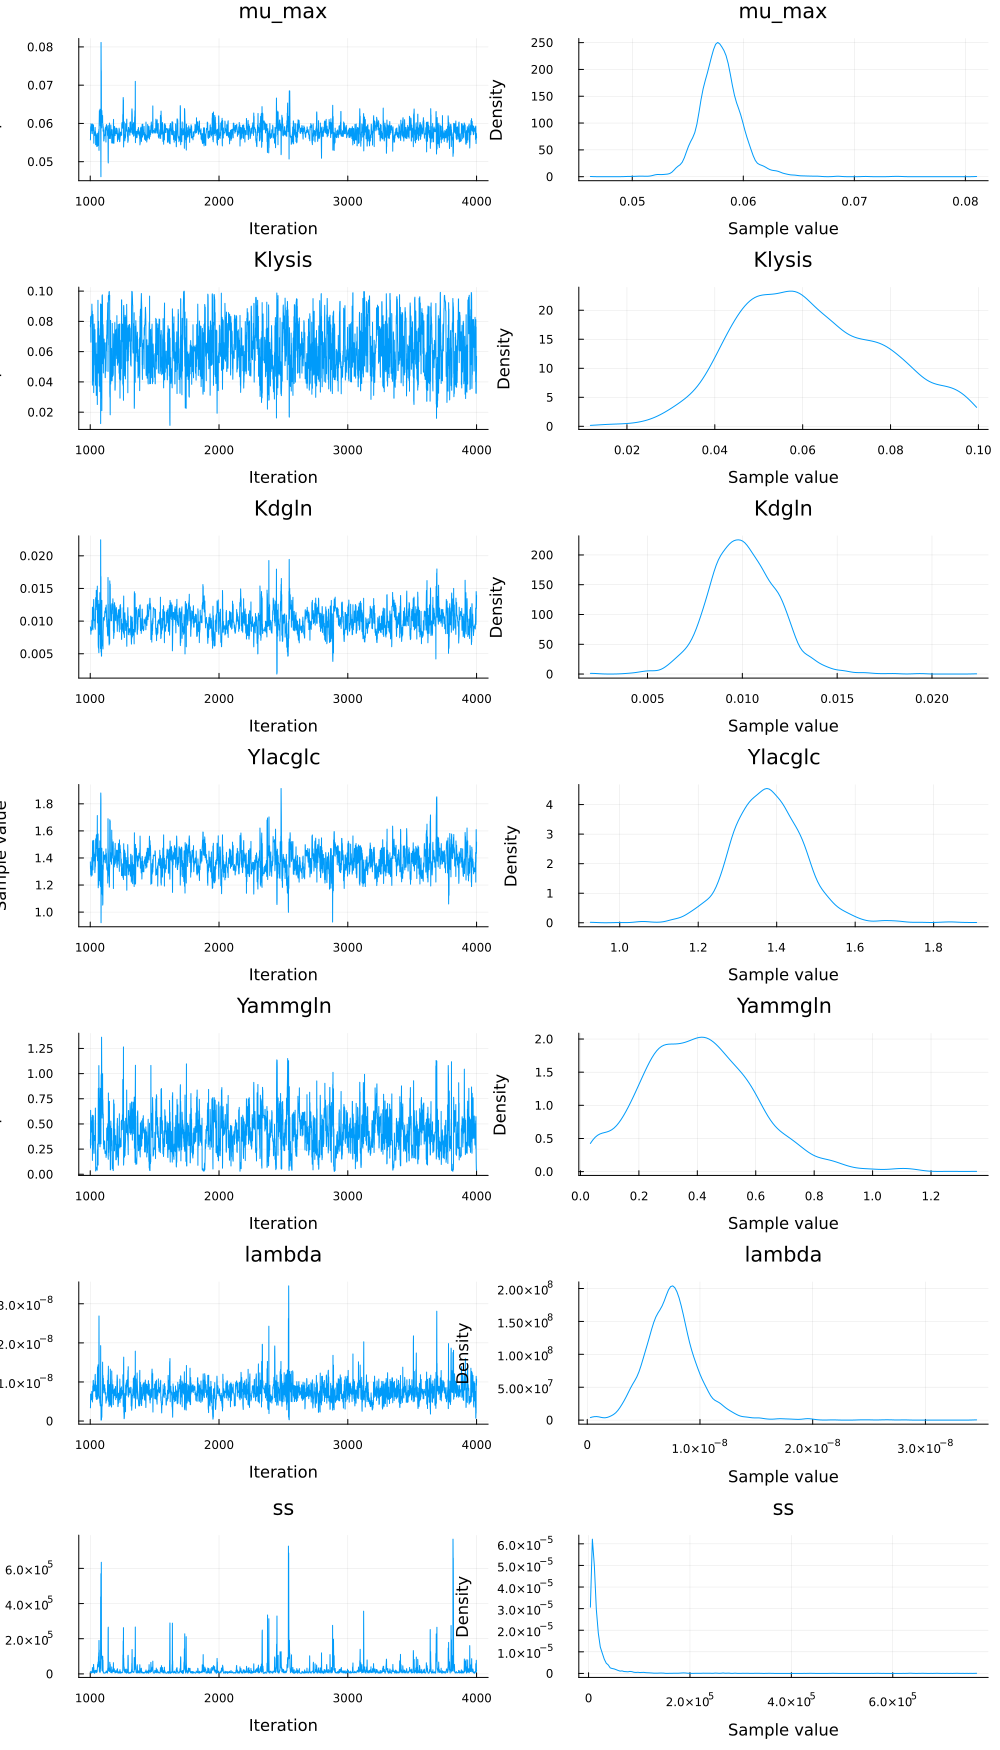 mu_max mu_max
0.08
0.07
0.06
0.05
1000 2000 3000 4000
Iteration
Density
250
200
150
100
50
0
0.05 0.06 0.07 0.08
Sample value
Klysis Klysis
0.10
0.08
0.06
0.04
0.02
1000 2000 3000 4000
Iteration
Density
20
15
10
5
0
0.02 0.04 0.06 0.08 0.10
Sample value
Kdgln Kdgln
0.020
0.015
0.010
0.005
1000 2000 3000 4000
Iteration
Density
200
150
100
50
0
0.005 0.010 0.015 0.020
Sample value
Ylacglc Ylacglc
Sample value
1.8
1.6
1.4
1.2
1.0
1000 2000 3000 4000
Iteration
Density
4
3
2
1
0
1.0 1.2 1.4 1.6 1.8
Sample value
Yammgln Yammgln
1.25
1.00
0.75
0.50
0.25
0.00
1000 2000 3000 4000
Iteration
Density
2.0
1.5
1.0
0.5
0.0
0.0 0.2 0.4 0.6 0.8 1.0 1.2
Sample value
lambda lambda
3.0×10⁻⁸
2.0×10⁻⁸
1.0×10⁻⁸
0
1000 2000 3000 4000
Iteration
Density
2.00×10⁸
1.50×10⁸
1.00×10⁸
5.00×10⁷
0
0 1.0×10⁻⁸ 2.0×10⁻⁸ 3.0×10⁻⁸
Sample value
ss ss
6.0×10⁵
4.0×10⁵
2.0×10⁵
0
1000 2000 3000 4000
Iteration
Density
6.0×10⁻⁵
5.0×10⁻⁵
4.0×10⁻⁵
3.0×10⁻⁵
2.0×10⁻⁵
1.0×10⁻⁵
0
0 2.0×10⁵ 4.0×10⁵ 6.0×10⁵
Sample value